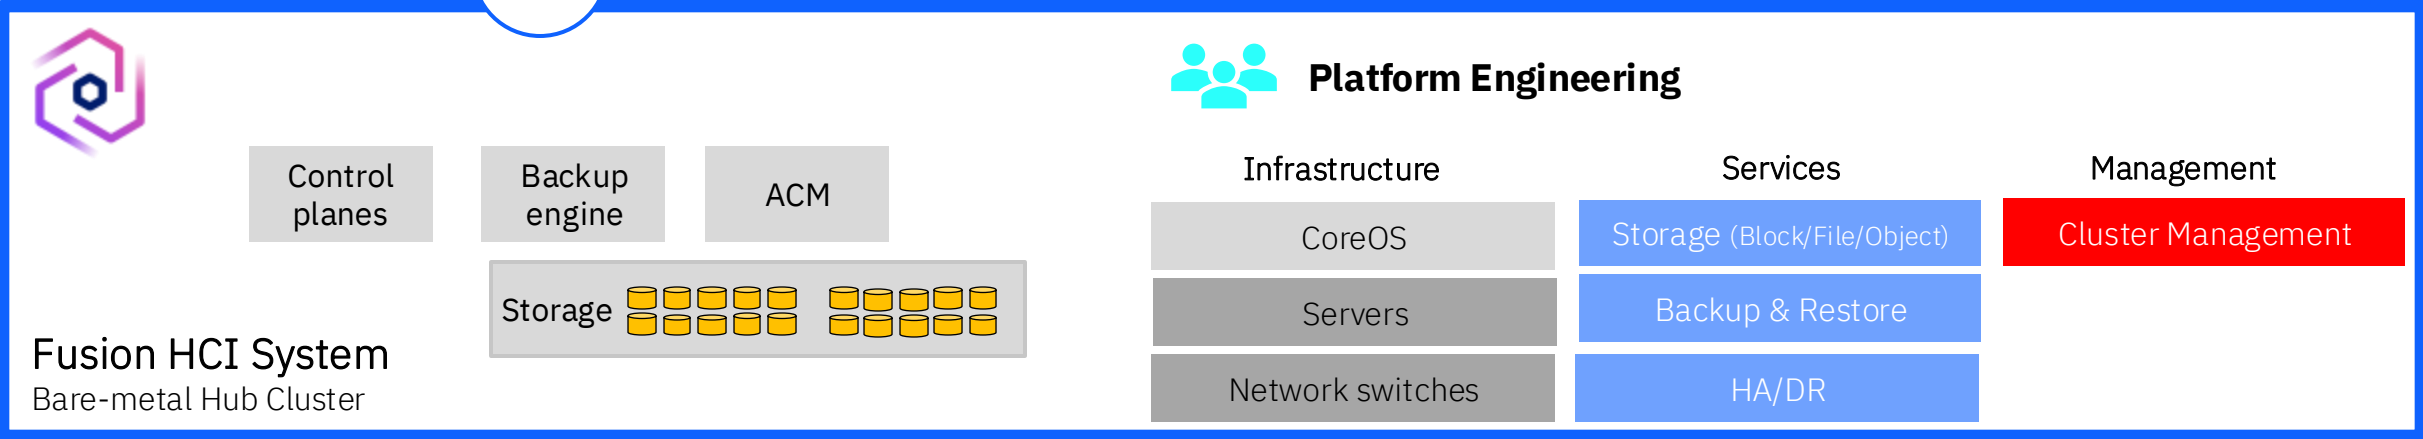 Platform Engineering
Control
planes
Backup
engine
ACM
Storage
Fusion HCI System
Bare-metal Hub Cluster
Infrastructure
CoreOS
Servers
Network switches
Services
Storage (Block/File/Object)
Backup & Restore
HA/DR
Management
Cluster Management